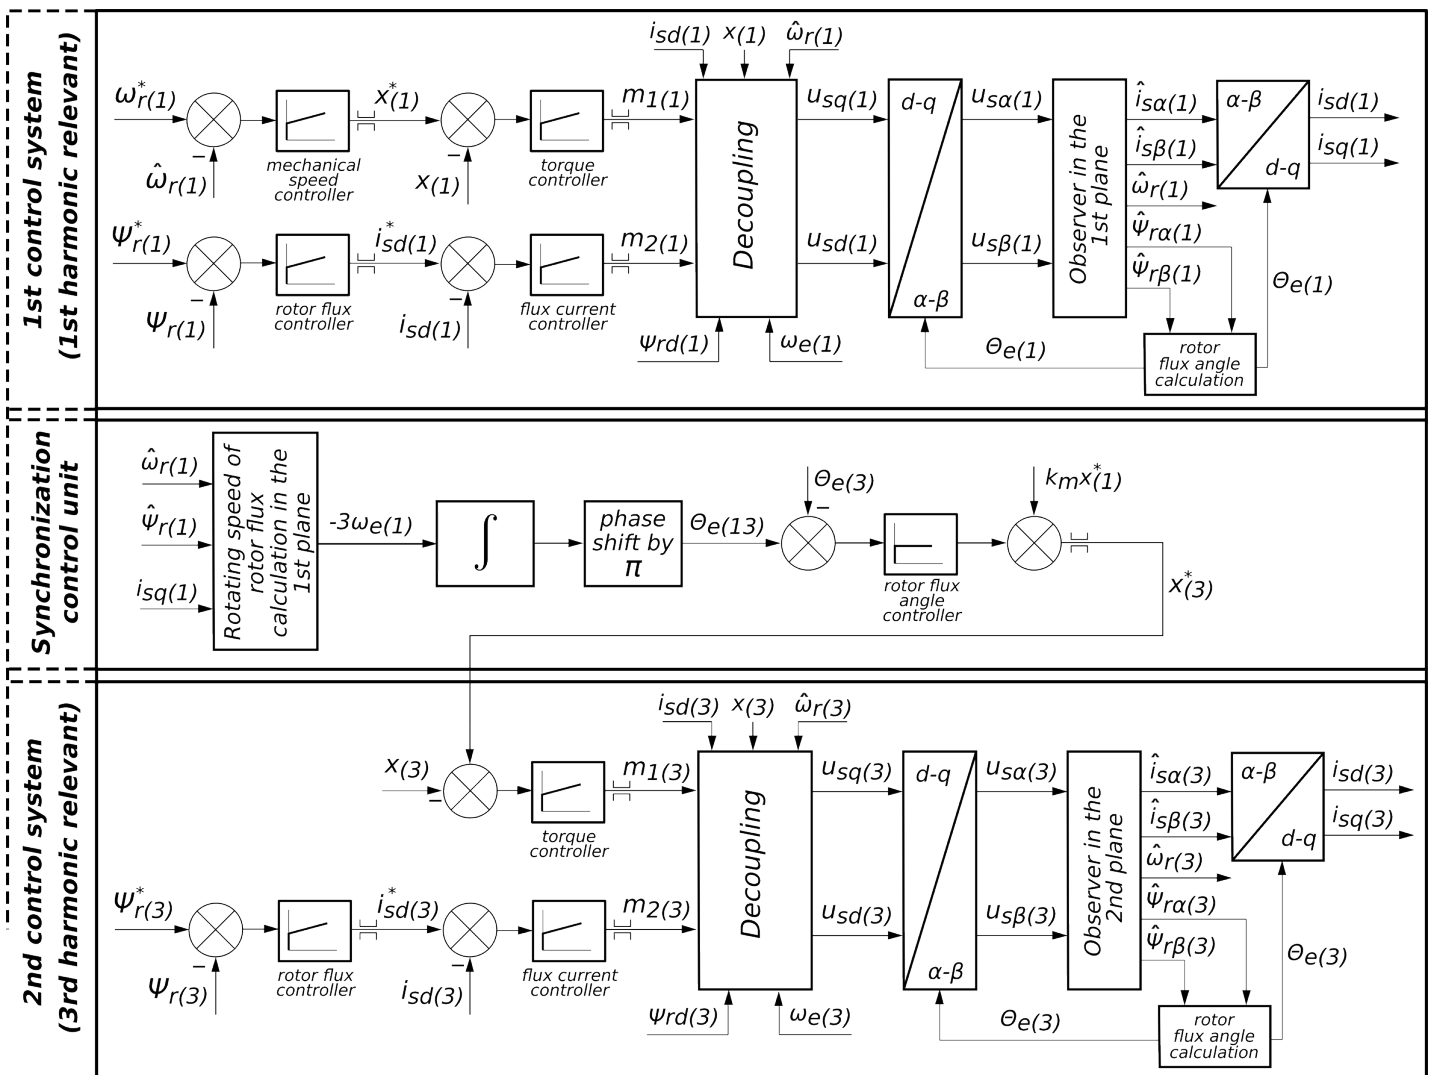 1st control system
(1st harmonic relevant)
isd(1) x(1) ω̂r(1)
ω*r(1) x*(1) m1(1) usq(1) d-q usα(1) îsα(1) α-β isd(1)
îsβ(1) isq(1)
mechanical
speed
controller
torque
controller
ω̂r(1) x(1) ω̂r(1) d-q
Decoupling
Observer in the
1st plane
Ψ*r(1) i*sd(1) m2(1) usd(1) usβ(1) Ψ̂rα(1)
Ψ̂rβ(1) Θe(1)
α-β
rotor flux
controller
flux current
controller
Ψr(1) isd(1) Ψrd(1) ωe(1) Θe(1)
rotor
flux angle
calculation
Synchronization
control unit
ω̂r(1)
ψ̂r(1)
isq(1)
Rotating speed of
rotor flux
calculation in the
1st plane
-3ωe(1)
∫
phase
shift by
π
Θe(13)
Θe(3)
rotor flux
angle
controller
kmx*(1)
x*(3)
2nd control system
(3rd harmonic relevant)
isd(3) x(3) ω̂r(3)
x(3) m1(3) usq(3) d-q usα(3) îsα(3) α-β isd(3)
îsβ(3) isq(3)
torque
controller
ω̂r(3) d-q
Decoupling
Observer in the
2nd plane
Ψ*r(3) i*sd(3) m2(3) usd(3) usβ(3) Ψ̂rα(3)
Ψ̂rβ(3) Θe(3)
α-β
rotor flux
controller
flux current
controller
Ψr(3) isd(3) Ψrd(3) ωe(3) Θe(3)
rotor
flux angle
calculation